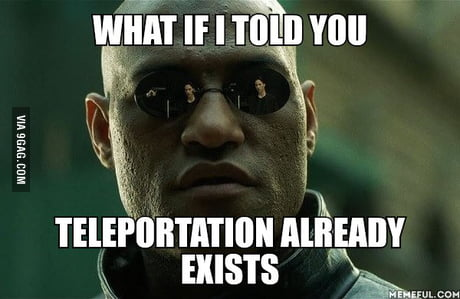 WHAT IF I TOLD YOU
VIA 9GAG.COM
TELEPORTATION ALREADY
EXISTS
MEMEFUL.COM